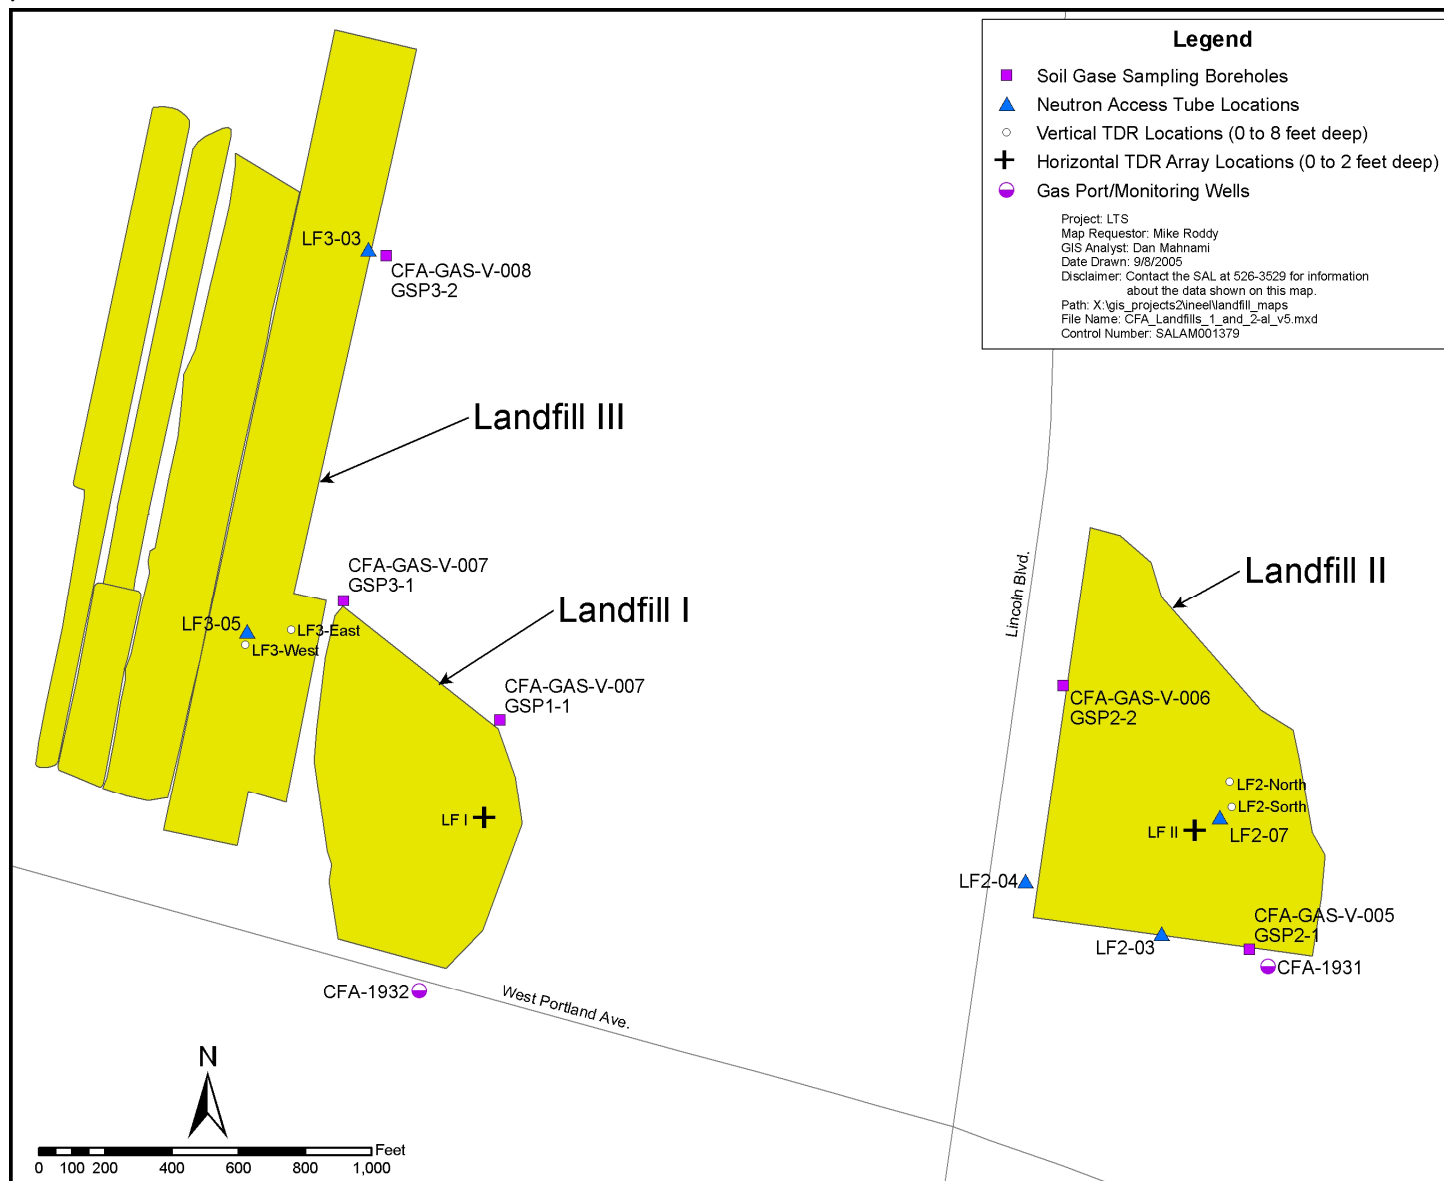 Legend
Soil Gase Sampling Boreholes
Neutron Access Tube Locations
Vertical TDR Locations (0 to 8 feet deep)
Horizontal TDR Array Locations (0 to 2 feet deep)
Gas Port/Monitoring Wells
Project: LTS
Map Requestor: Mike Roddy
GIS Analyst: Dan Mahnami
Date Drawn: 9/8/2005
Disclaimer: Contact the SAL at 526-3529 for information
about the data shown on this map.
Path: X:\gis_projects2\ineel\landfill_maps
File Name: CFA_Landfills_1_and_2-al_v5.mxd
Control Number: SALAM001379
LF3-03
CFA-GAS-V-008
GSP3-2
Landfill III
CFA-GAS-V-007
GSP3-1
Landfill I
LF3-05
LF3-East
LF3-West
CFA-GAS-V-007
GSP1-1
LF I
CFA-1932
West Portland Ave.
Lincoln Blvd.
Landfill II
CFA-GAS-V-006
GSP2-2
LF2-North
LF2-Sorth
LF II
LF2-07
LF2-04
CFA-GAS-V-005
GSP2-1
LF2-03
CFA-1931
N
Feet
0 100 200 400 600 800 1,000